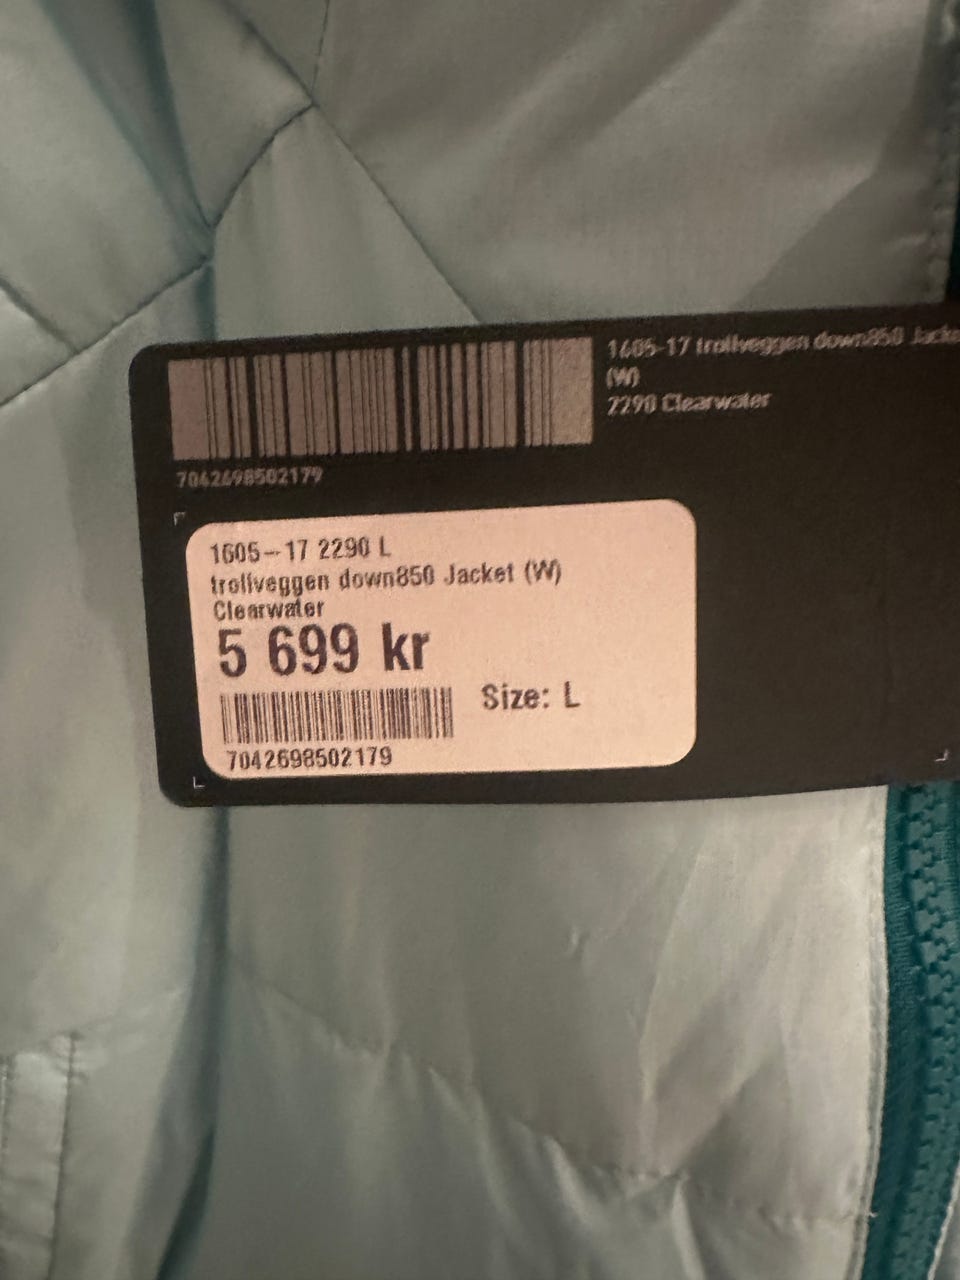 1605-17 trollveggen down850 Jacke
(W)
2290 Clearwater
7042698502179
1605-17 2290 L
trollveggen down850 Jacket (W)
Clearwater
5 699 kr
Size: L
7042698502179